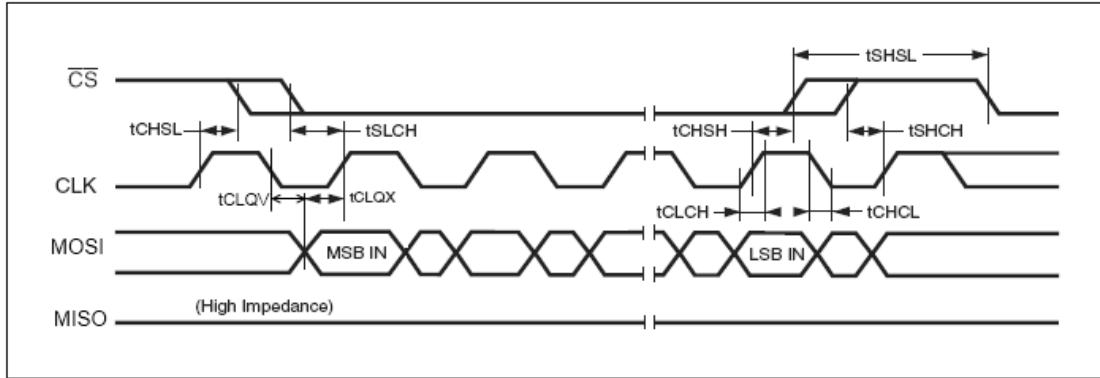 tSHSL
CS
tCHSL
tSLCH
tCHSH
tSHCH
CLK
tCLQV
tCLQX
tCLCH
tCHCL
MOSI
MSB IN
LSB IN
(High Impedance)
MISO